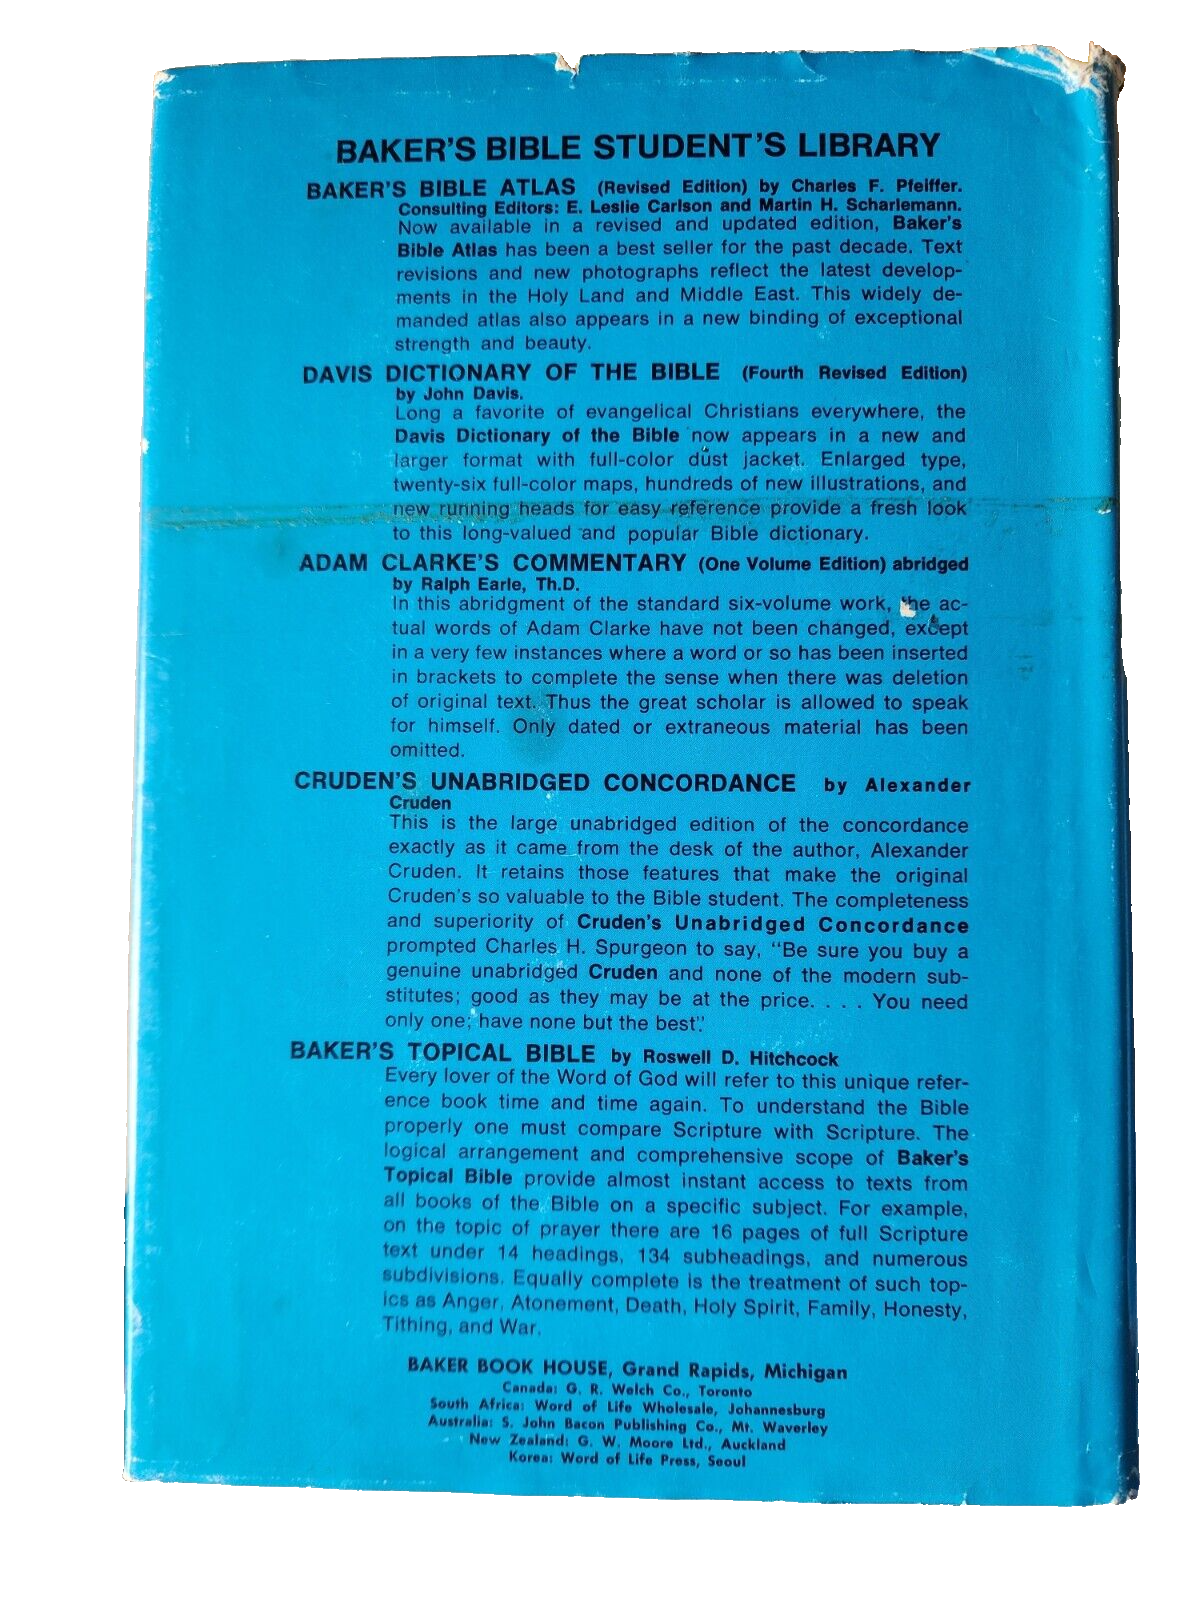 BAKER'S BIBLE STUDENT'S LIBRARY
BAKER'S BIBLE ATLAS (Revised Edition) by Charles F. Pfeiffer.
Consulting Editors: E. Leslie Carlson and Martin H. Scharlemann.
Now available in a revised and updated edition, Baker's
Bible Atlas has been a best seller for the past decade. Text
revisions and new photographs reflect the latest develop-
ments in the Holy Land and Middle East. This widely de-
manded atlas also appears in a new binding of exceptional
strength and beauty.
DAVIS DICTIONARY OF THE BIBLE (Fourth Revised Edition)
by John Davis.
Long a favorite of evangelical Christians everywhere, the
Davis Dictionary of the Bible now appears in a new and
larger format with full-color dust jacket. Enlarged type,
twenty-six full-color maps, hundreds of new illustrations, and
new running heads for easy reference provide a fresh look
to this long-valued and popular Bible dictionary.
ADAM CLARKE'S COMMENTARY (One Volume Edition) abridged
by Ralph Earle, Th.D.
In this abridgment of the standard six-volume work, the ac-
tual words of Adam Clarke have not been changed, except
in a very few instances where a word or so has been inserted
in brackets to complete the sense when there was deletion
of original text. Thus the great scholar is allowed to speak
for himself. Only dated or extraneous material has been
omitted.
CRUDEN'S UNABRIDGED CONCORDANCE by Alexander
Cruden
This is the large unabridged edition of the concordance
exactly as it came from the desk of the author, Alexander
Cruden. It retains those features that make the original
Cruden's so valuable to the Bible student. The completeness
and superiority of Cruden's Unabridged Concordance
prompted Charles H. Spurgeon to say, "Be sure you buy a
genuine unabridged Cruden and none of the modern sub-
stitutes; good as they may be at the price. . . . You need
only one; have none but the best."
BAKER'S TOPICAL BIBLE by Roswell D. Hitchcock
Every lover of the Word of God will refer to this unique refer-
ence book time and time again. To understand the Bible
properly one must compare Scripture with Scripture. The
logical arrangement and comprehensive scope of Baker's
Topical Bible provide almost instant access to texts from
all books of the Bible on a specific subject. For example,
on the topic of prayer there are 16 pages of full Scripture
text under 14 headings, 134 subheadings, and numerous
subdivisions. Equally complete is the treatment of such top-
ics as Anger, Atonement, Death, Holy Spirit, Family, Honesty,
Tithing, and War.
BAKER BOOK HOUSE, Grand Rapids, Michigan
Canada: G. R. Welch Co., Toronto
South Africa: Word of Life Wholesale, Johannesburg
Australia: S. John Bacon Publishing Co., Mt. Waverley
New Zealand: G. W. Moore Ltd., Auckland
Korea: Word of Life Press, Seoul